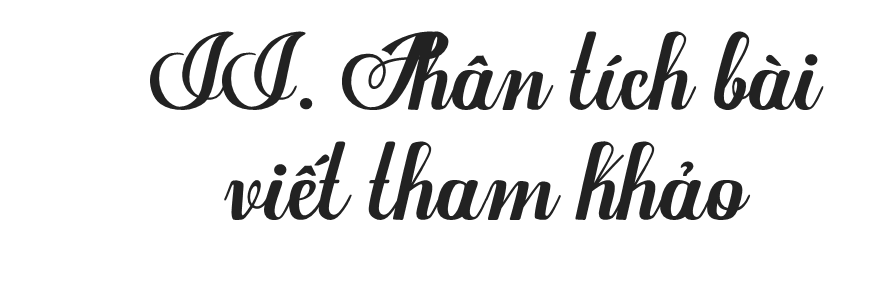 II. Phân tích bài
viết tham khảo